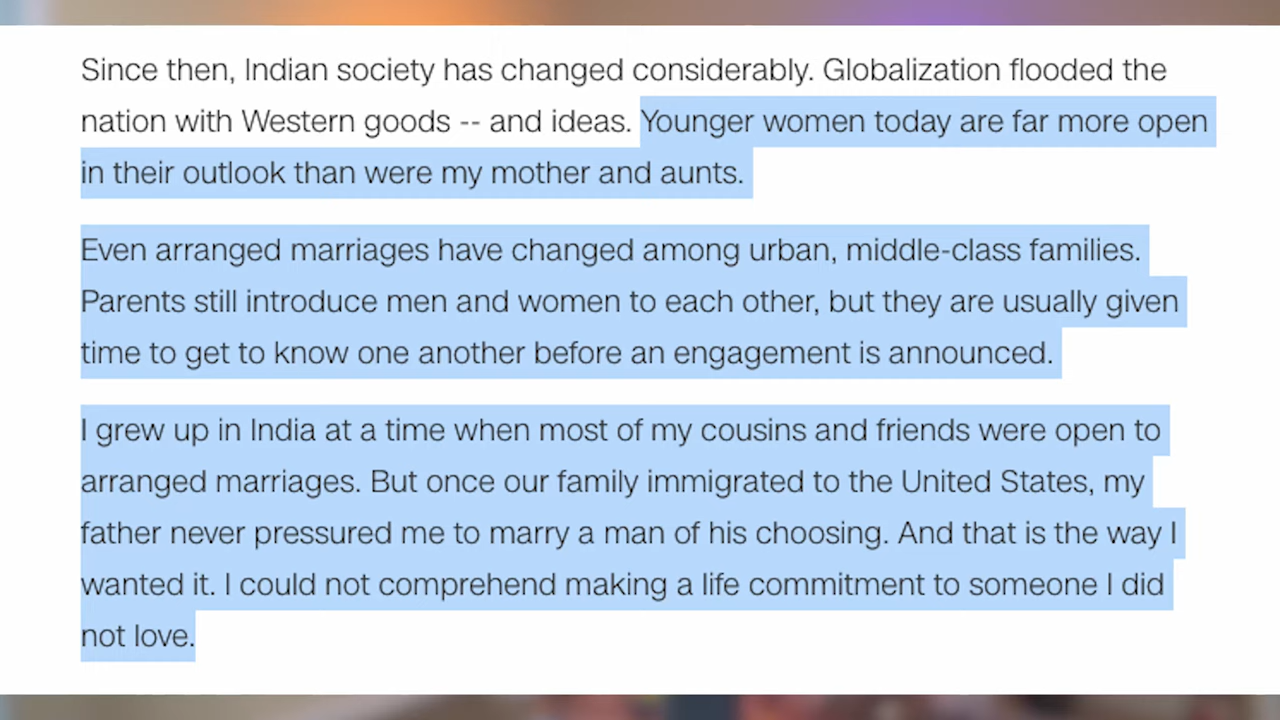 Since then, Indian society has changed considerably. Globalization flooded the
nation with Western goods -- and ideas. Younger women today are far more open
in their outlook than were my mother and aunts.
Even arranged marriages have changed among urban, middle-class families.
Parents still introduce men and women to each other, but they are usually given
time to get to know one another before an engagement is announced.
I grew up in India at a time when most of my cousins and friends were open to
arranged marriages. But once our family immigrated to the United States, my
father never pressured me to marry a man of his choosing. And that is the way I
wanted it. I could not comprehend making a life commitment to someone I did
not love.